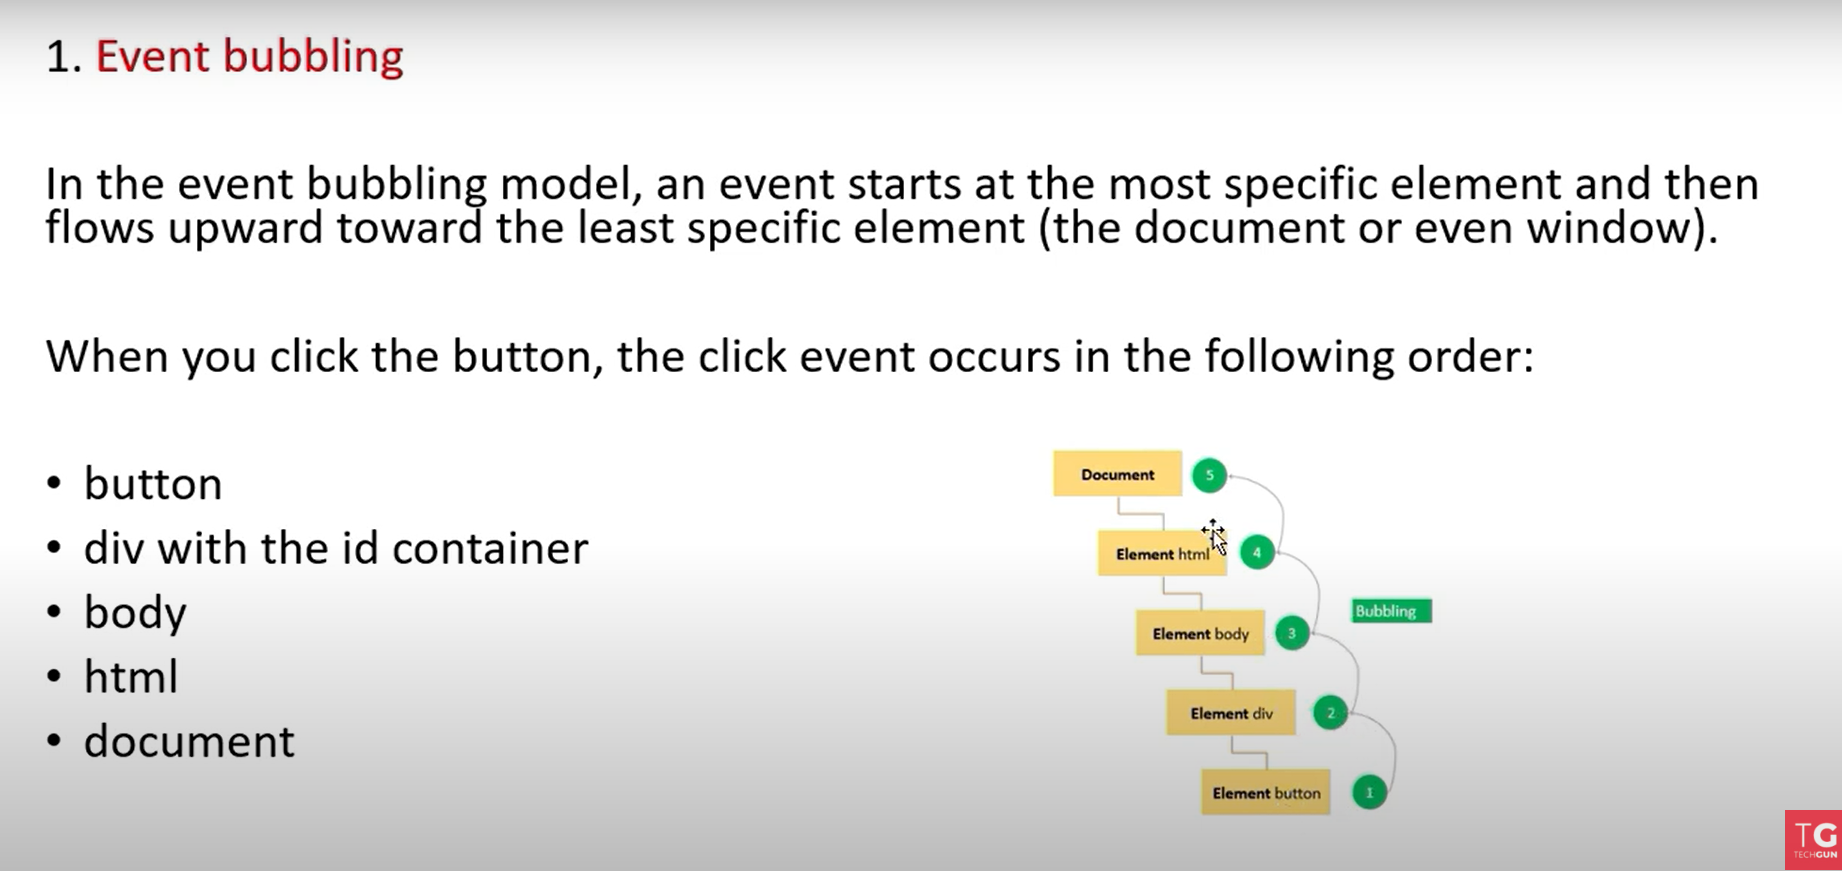 1. Event bubbling
In the event bubbling model, an event starts at the most specific element and then
flows upward toward the least specific element (the document or even window).
When you click the button, the click event occurs in the following order:
• button
• div with the id container
• body
• html
• document
Document 5
Element html 4
Bubbling
Element body 3
Element div 2
Element button 1
TG
TECHGUN